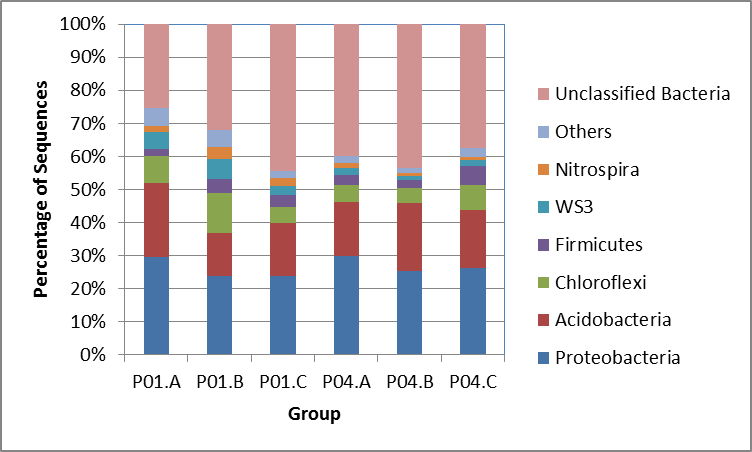 100%
90%
80%
70%
60%
50%
40%
30%
20%
10%
0%
Percentage of Sequences
P01.A P01.B P01.C P04.A P04.B P04.C
Group
Unclassified Bacteria
Others
Nitrospira
WS3
Firmicutes
Chloroflexi
Acidobacteria
Proteobacteria